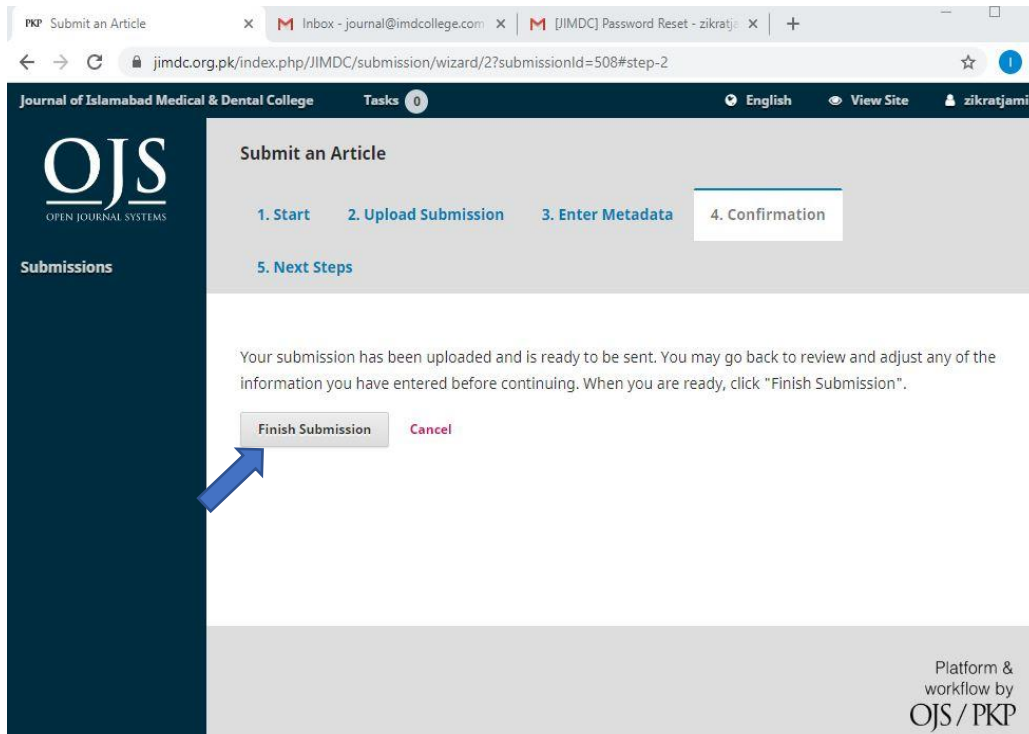 PKP Submit an Article
Inbox - journal@imdcollege.com
[JIMDC] Password Reset - zikratja
jimdc.org.pk/index.php/JIMDC/submission/wizard/2?submissionId=508#step-2
I
Journal of Islamabad Medical & Dental College Tasks 0 English View Site zikratjami
OJS
OPEN JOURNAL SYSTEMS
Submissions
Submit an Article
1. Start 2. Upload Submission 3. Enter Metadata 4. Confirmation
5. Next Steps
Your submission has been uploaded and is ready to be sent. You may go back to review and adjust any of the
information you have entered before continuing. When you are ready, click "Finish Submission".
Finish Submission Cancel
Platform &
workflow by
OJS / PKP